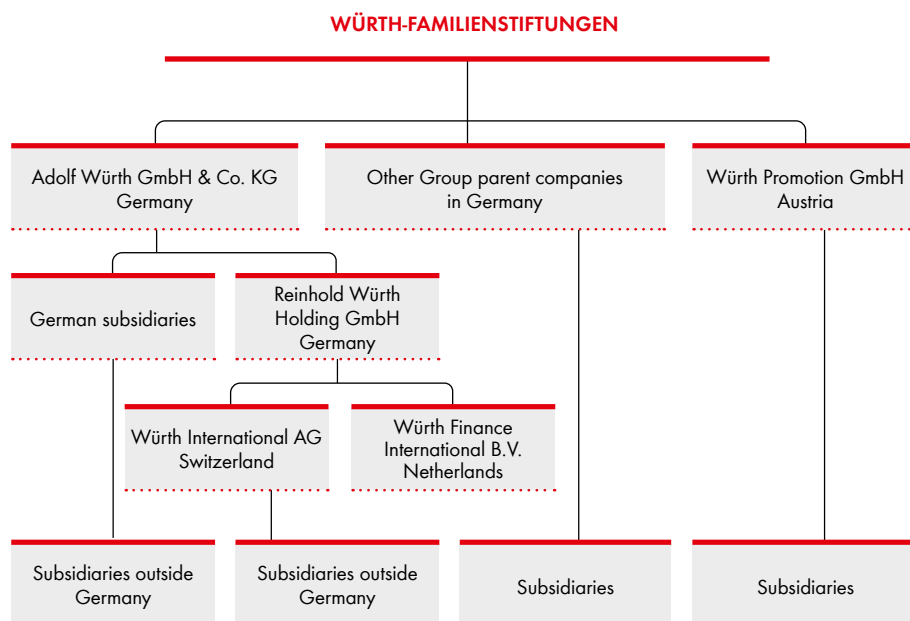 WÜRTH-FAMILIENSTIFTUNGEN
Adolf Würth GmbH & Co. KG
Germany
Other Group parent companies
in Germany
Würth Promotion GmbH
Austria
German subsidiaries
Reinhold Würth
Holding GmbH
Germany
Würth International AG
Switzerland
Würth Finance
International B.V.
Netherlands
Subsidiaries outside
Germany
Subsidiaries outside
Germany
Subsidiaries
Subsidiaries